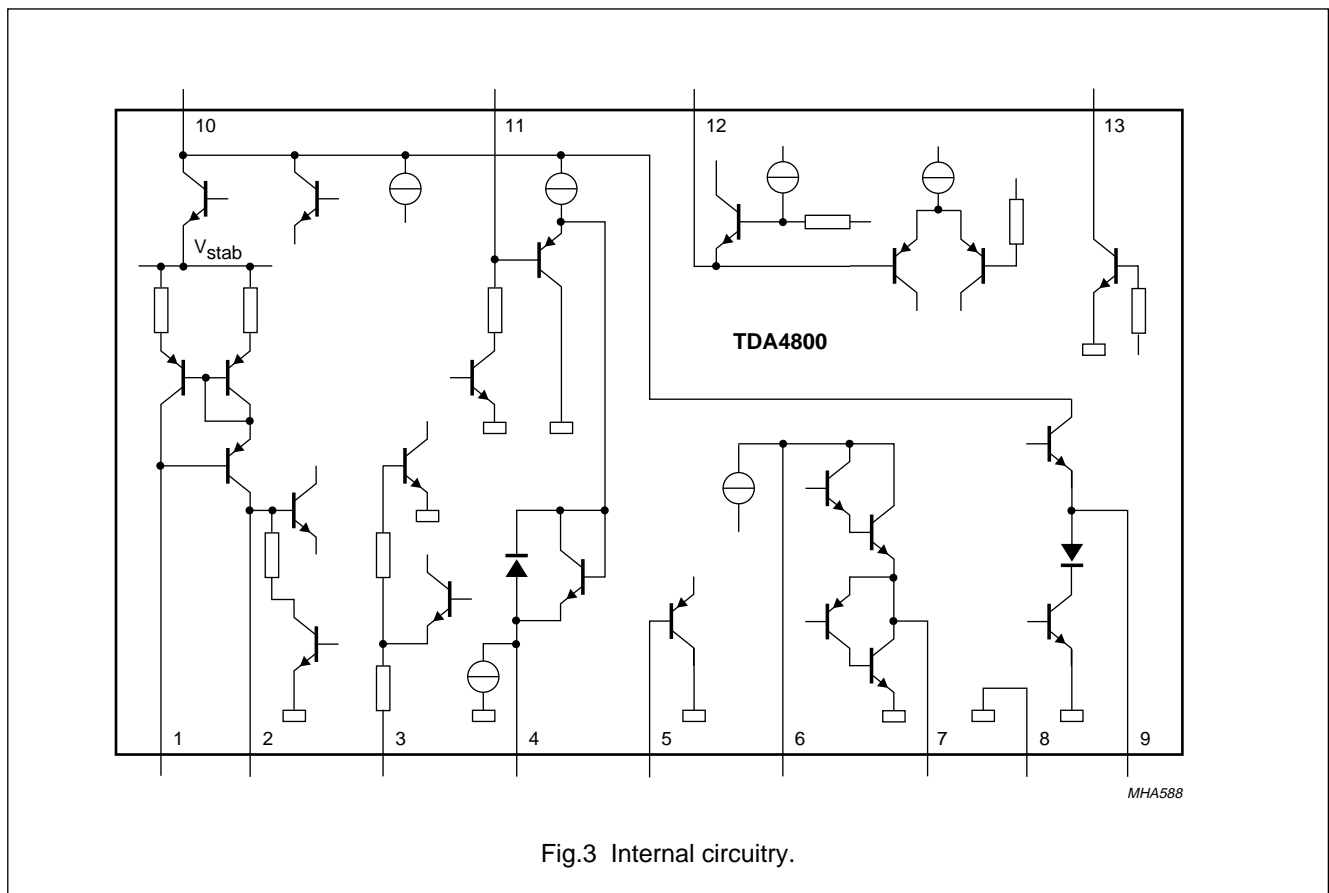 10 11 12 13
Vstab
TDA4800
1 2 3 4 5 6 7 8 9
MHA588
Fig.3 Internal circuitry.